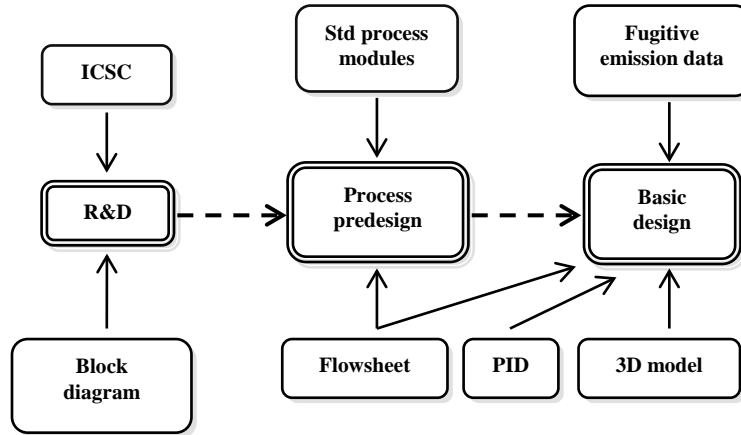 ICSC
Std process
modules
Fugitive
emission data
R&D
Process
predesign
Basic
design
Block
diagram
Flowsheet
PID
3D model